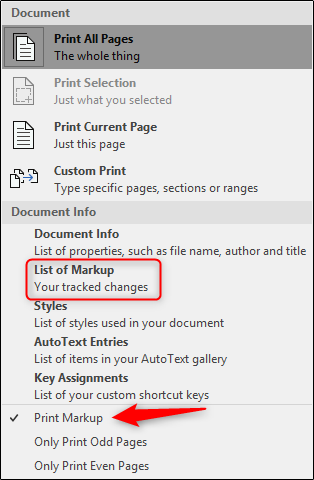 Document
Print All Pages
The whole thing
Print Selection
Just what you selected
Print Current Page
Just this page
Custom Print
Type specific pages, sections or ranges
Document Info
Document Info
List of properties, such as file name, author and title
List of Markup
Your tracked changes
Styles
List of styles used in your document
AutoText Entries
List of items in your AutoText gallery
Key Assignments
List of your custom shortcut keys
Print Markup
Only Print Odd Pages
Only Print Even Pages